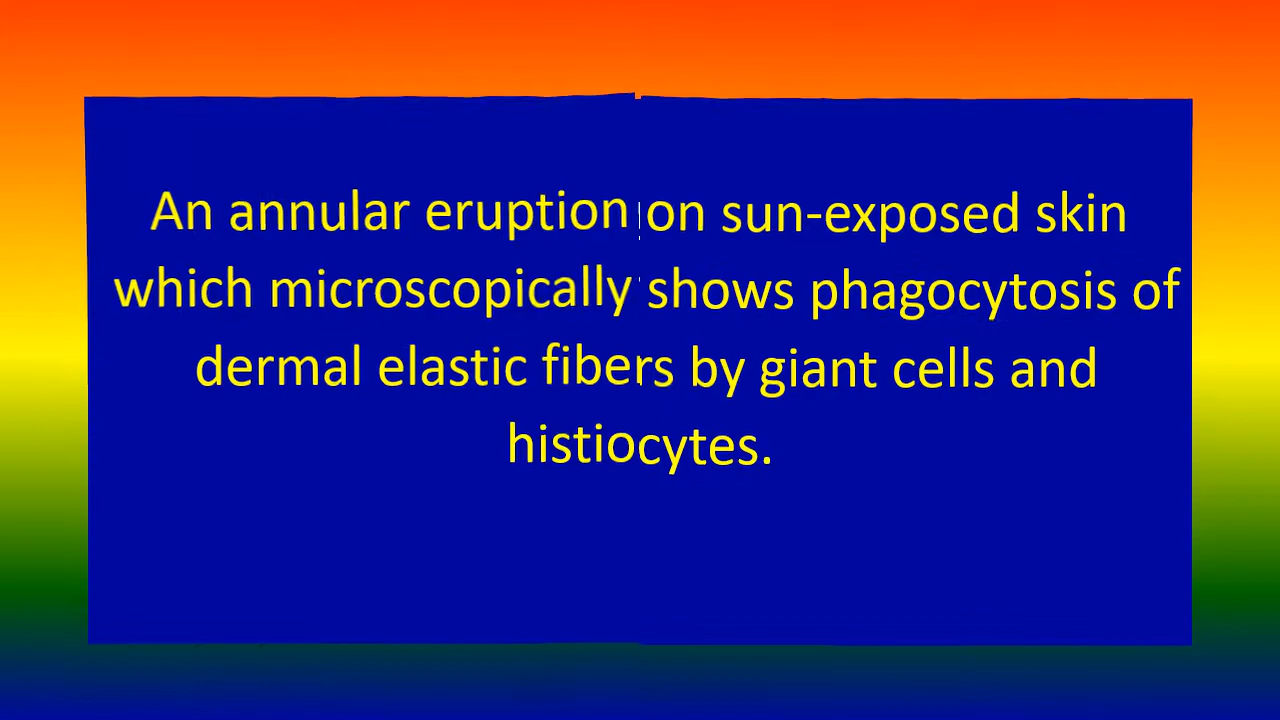 An annular eruption on sun-exposed skin
which microscopically shows phagocytosis of
dermal elastic fibers by giant cells and
histiocytes.